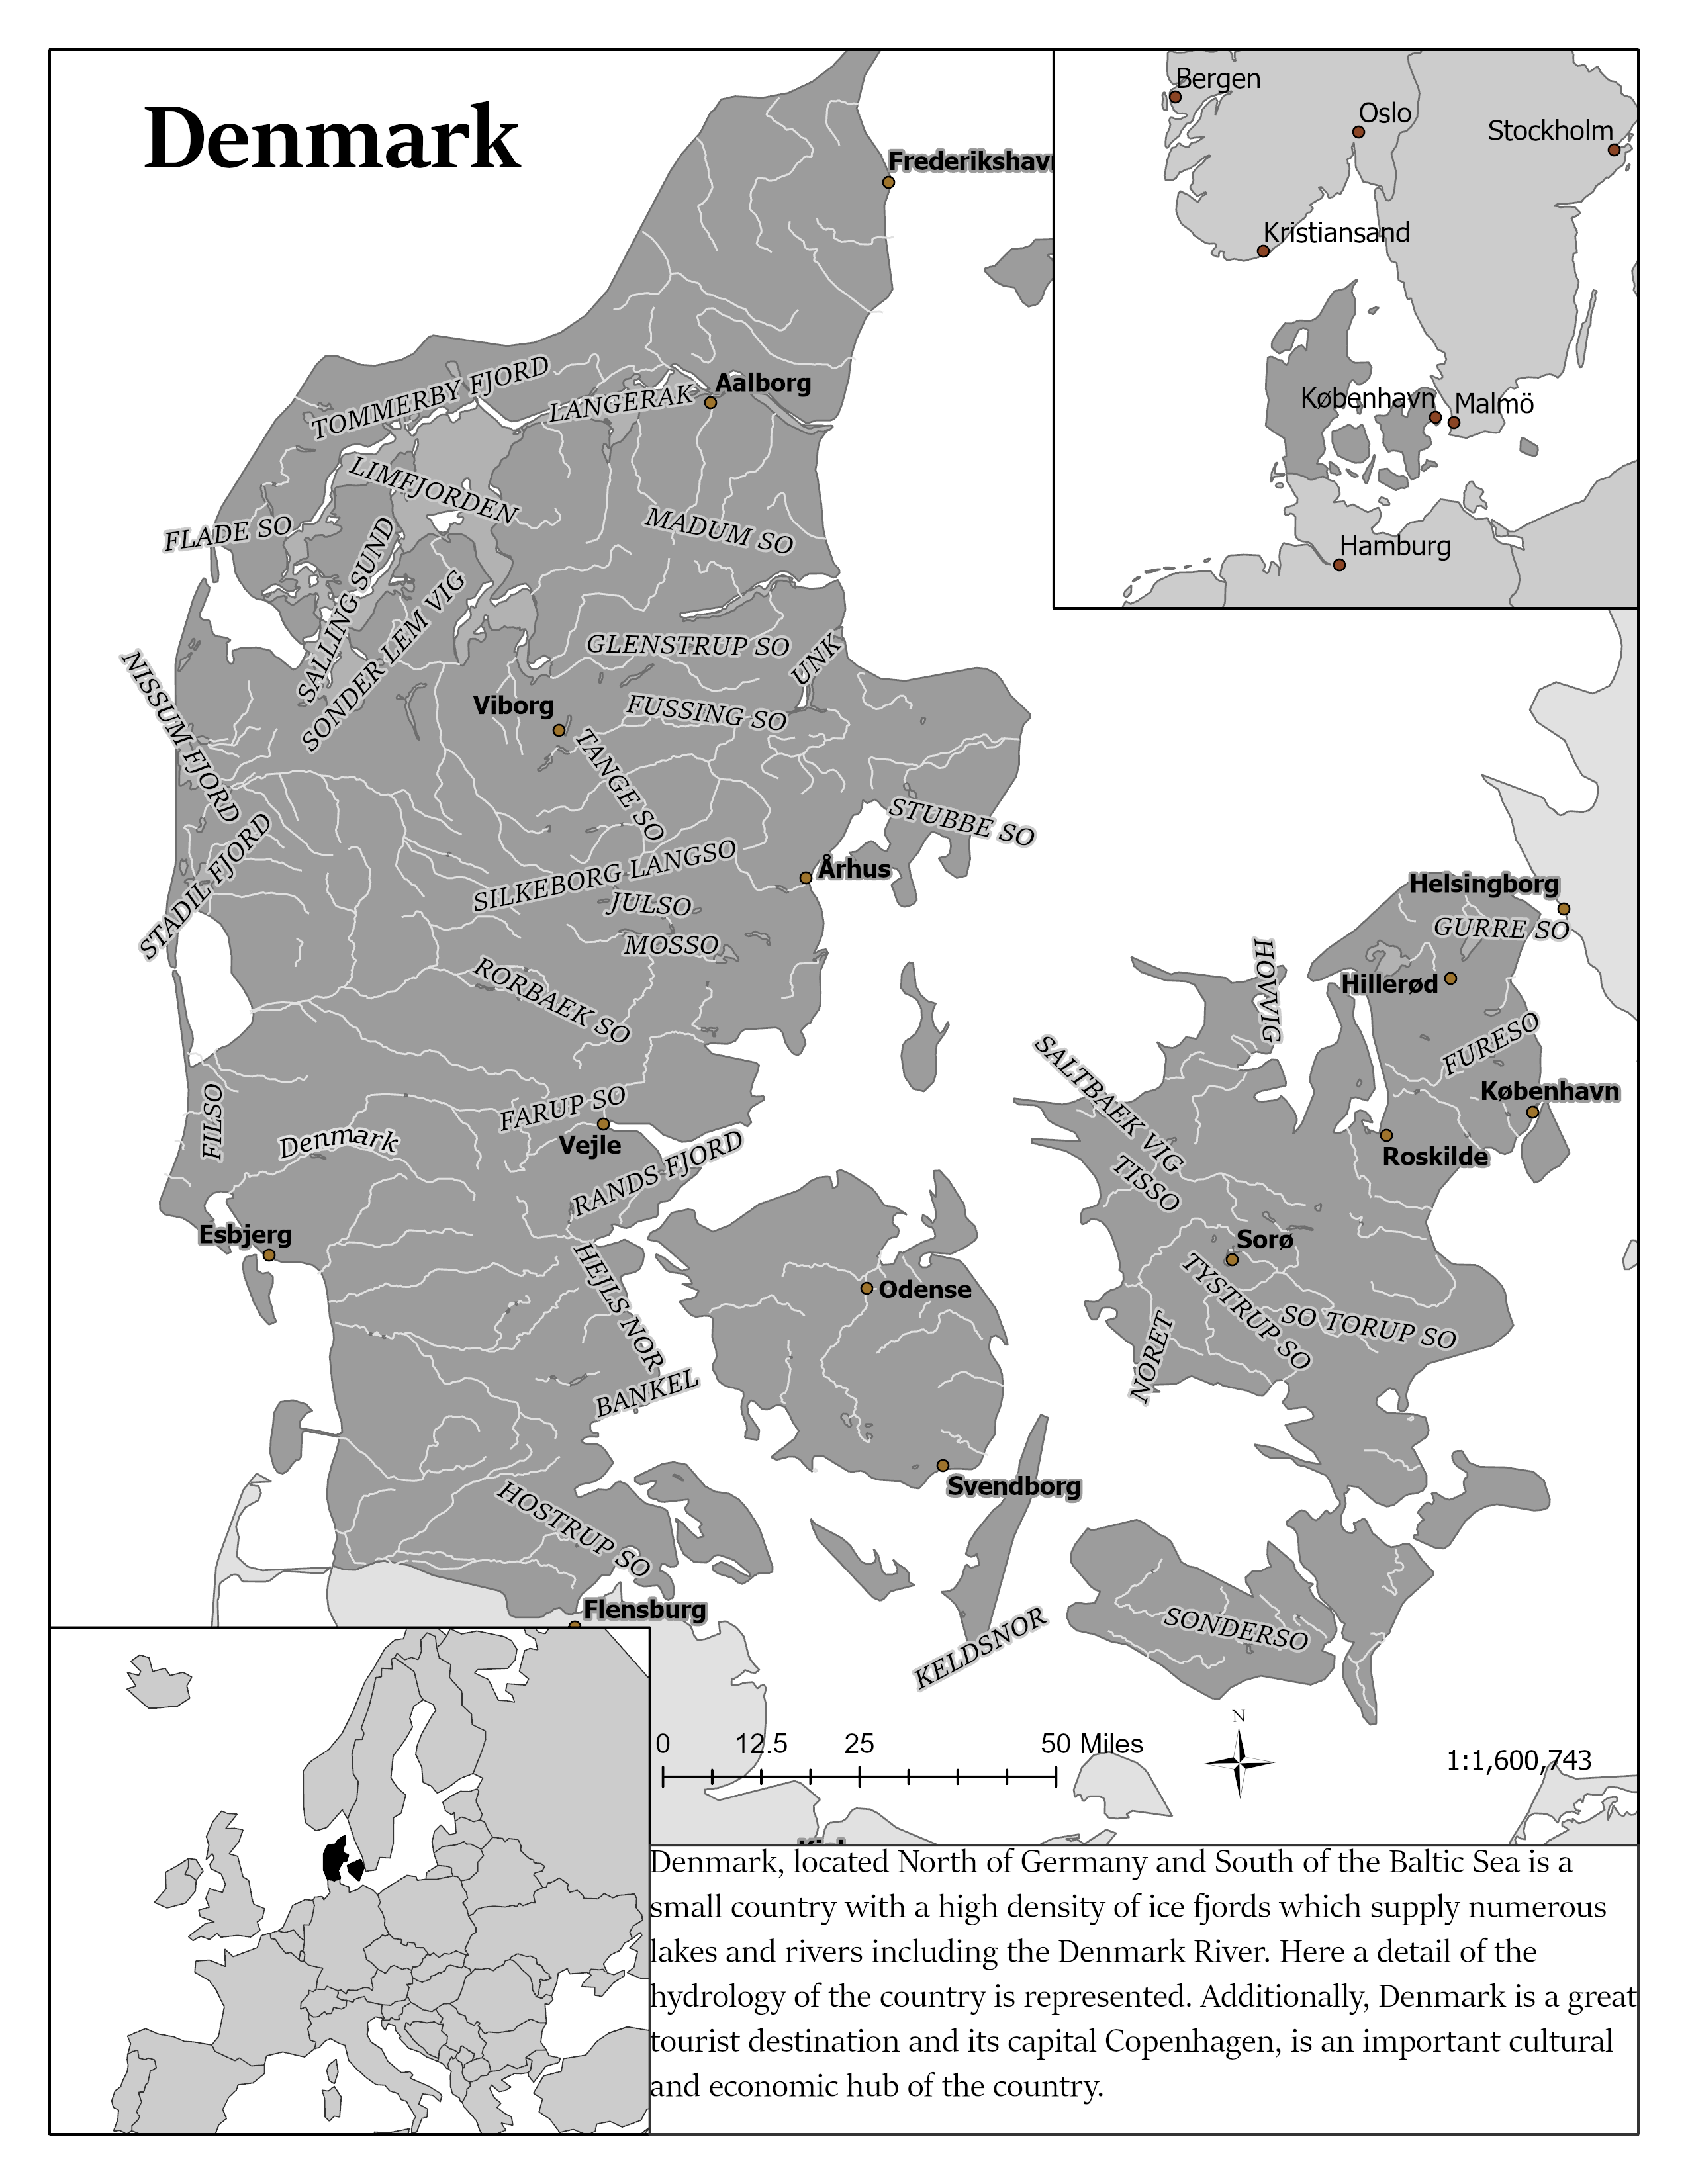 Denmark
Bergen
Oslo
Stockholm
Kristiansand
København
Malmö
Hamburg
Frederikshavn
TOMMERBY FJORD
LANGERAK
Aalborg
LIMFJORDEN
FLADE SO
MADUM SO
SALLING SUND
SONDER LEM VIG
GLENSTRUP SO
UNK
NISSUM FJORD
Viborg
FUSSING SO
TANGE SO
STUBBE SO
STADIL FJORD
SILKEBORG LANGSO
Århus
JULSO
MOSSO
Helsingborg
GURRE SO
HOVVIG
Hillerød
RORBAEK SO
FURESO
SALTBAEK VIG
København
FILSO
FARUP SO
Denmark
Vejle
RANDS FJORD
Roskilde
TISSO
Esbjerg
Sorø
HEJLS NOR
Odense
TYSTRUP SO
SO TORUP SO
NORET
BANKEL
Svendborg
HOSTRUP SO
Flensburg
SONDERSO
KELDSNOR
N
0 12.5 25 50 Miles
1:1,600,743
Kiel
Denmark, located North of Germany and South of the Baltic Sea is a
small country with a high density of ice fjords which supply numerous
lakes and rivers including the Denmark River. Here a detail of the
hydrology of the country is represented. Additionally, Denmark is a great
tourist destination and its capital Copenhagen, is an important cultural
and economic hub of the country.